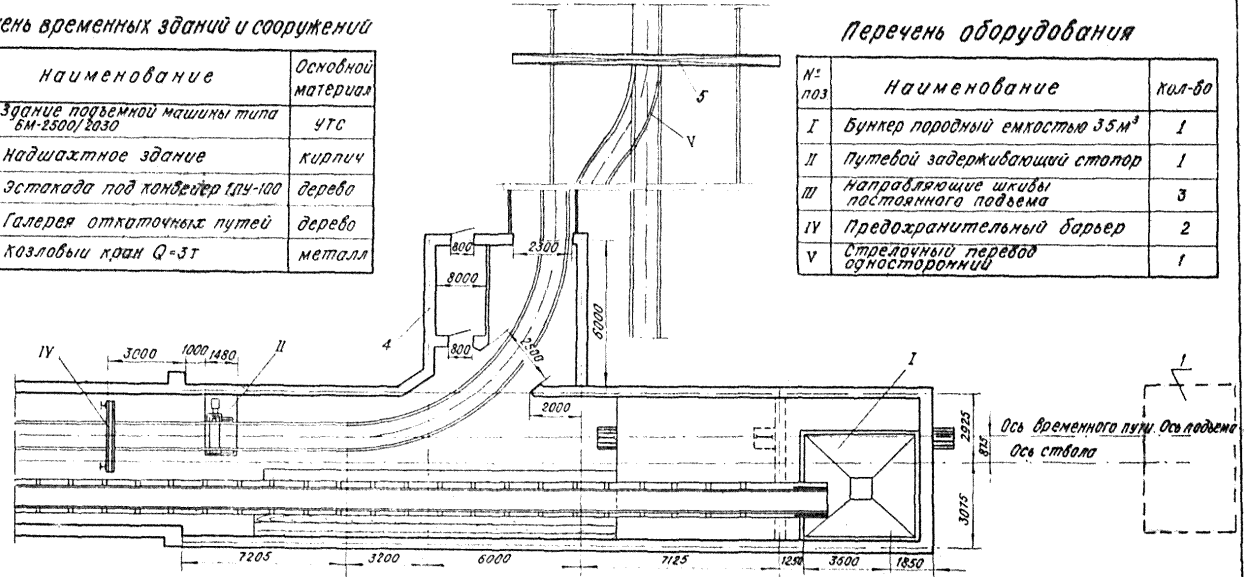 ень временных зданий и сооружений
Наименование
Основной
материал
Здание подъемной машины типа
БМ-2500/2030
УТС
Надшахтное здание
кирпич
Эстакада под конвейер 1ЛУ-100
дерево
Галерея откаточных путей
дерево
Козловый кран Q=3т
металл
Перечень оборудования
№
поз
Наименование
Кол-во
I
Бункер породный емкостью 35м³
1
II
Путевой задерживающий стопор
1
III
Направляющие шкивы
постоянного подъема
3
IV
Предохранительный барьер
2
V
Стрелочный перевод
односторонний
1
5
V
800
2300
8000
6000
4
800
2500
IV
3000
1000
1480
II
I
1
2000
2925
875
3075
Ось временного пути. Ось подъема
Ось ствола
7205
3200
6000
7125
1250
3500
1850